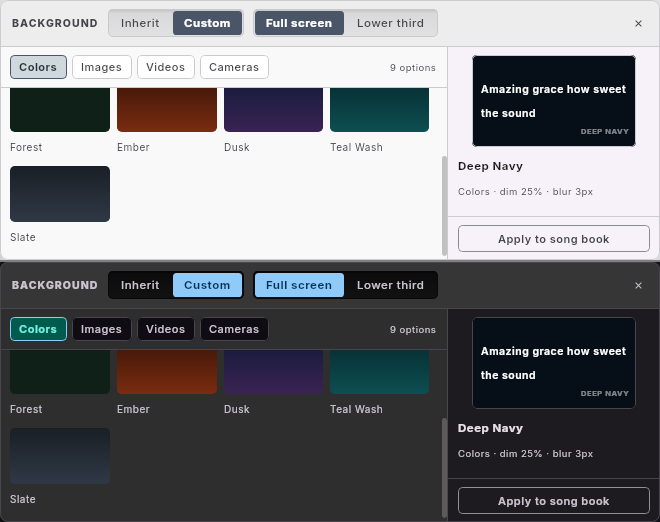 BACKGROUND Inherit Custom Full screen Lower third ×
Colors Images Videos Cameras 9 options
Amazing grace how sweet
the sound
DEEP NAVY
Forest Ember Dusk Teal Wash
Deep Navy
Colors · dim 25% · blur 3px
Slate
Apply to song book
BACKGROUND Inherit Custom Full screen Lower third ×
Colors Images Videos Cameras 9 options
Amazing grace how sweet
the sound
DEEP NAVY
Forest Ember Dusk Teal Wash
Deep Navy
Colors · dim 25% · blur 3px
Slate
Apply to song book